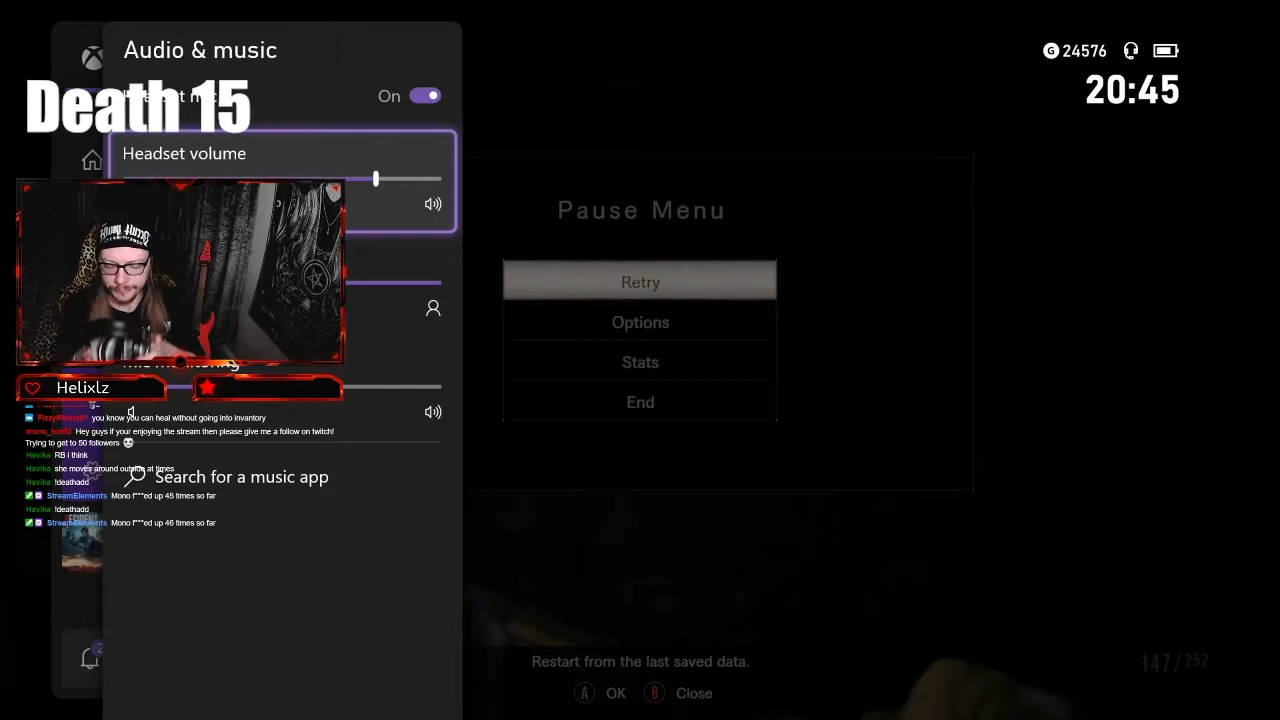 Audio & music
G 24576
20:45
Death 15
On
Headset volume
Pause Menu
Retry
Options
Stats
End
Helixlz
FizzyRiksta91 you know you can heal without going into invantory
mono_bot92 Hey guys if your enjoying the stream then please give me a follow on twitch!
Trying to get to 50 followers
Havika RB i think
Havika she moves around outside at times
Search for a music app
Havika !deathadd
StreamElements Mono f***ed up 45 times so far
Havika !deathadd
StreamElements Mono f***ed up 46 times so far
2
Restart from the last saved data.
147/252
A OK B Close